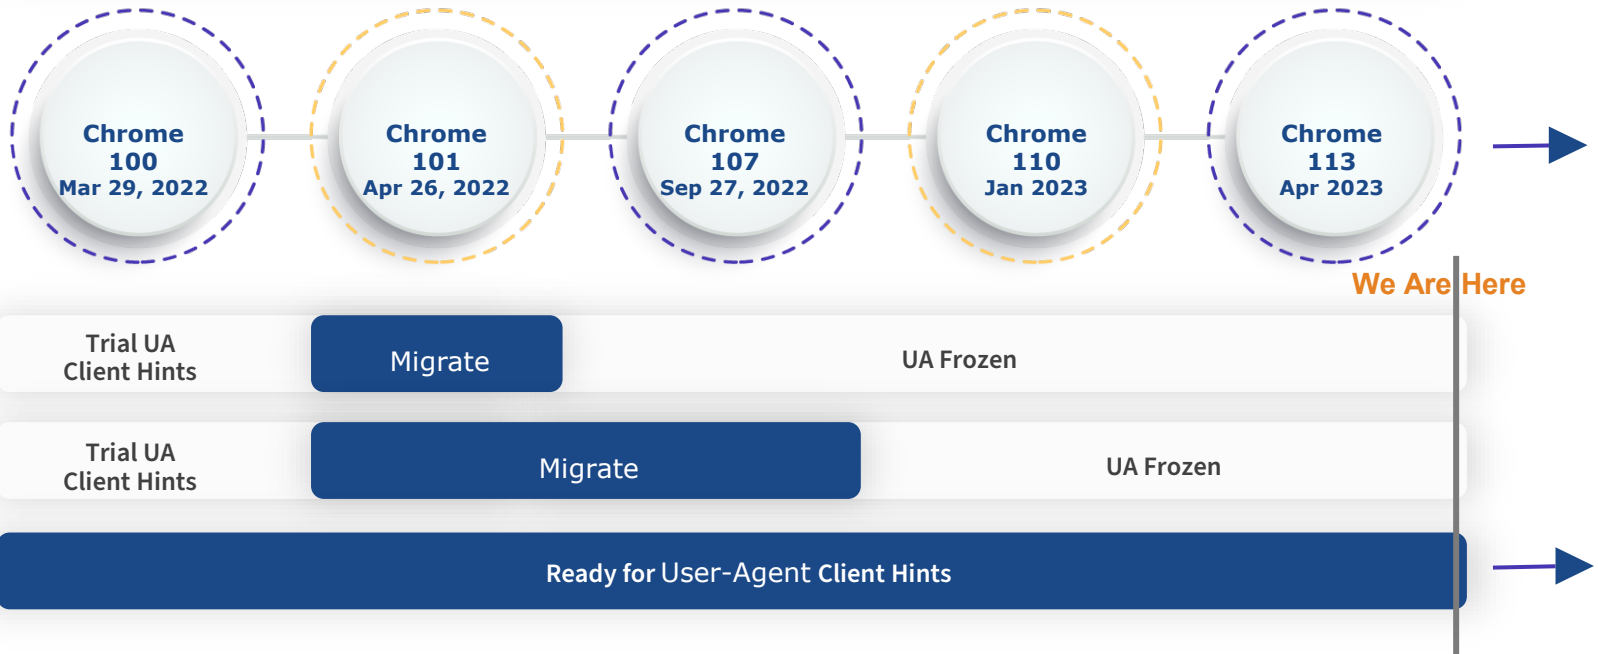 Chrome
100
Mar 29, 2022
Chrome
101
Apr 26, 2022
Chrome
107
Sep 27, 2022
Chrome
110
Jan 2023
Chrome
113
Apr 2023
We Are Here
Trial UA
Client Hints
Migrate
UA Frozen
Trial UA
Client Hints
Migrate
UA Frozen
Ready for User-Agent Client Hints